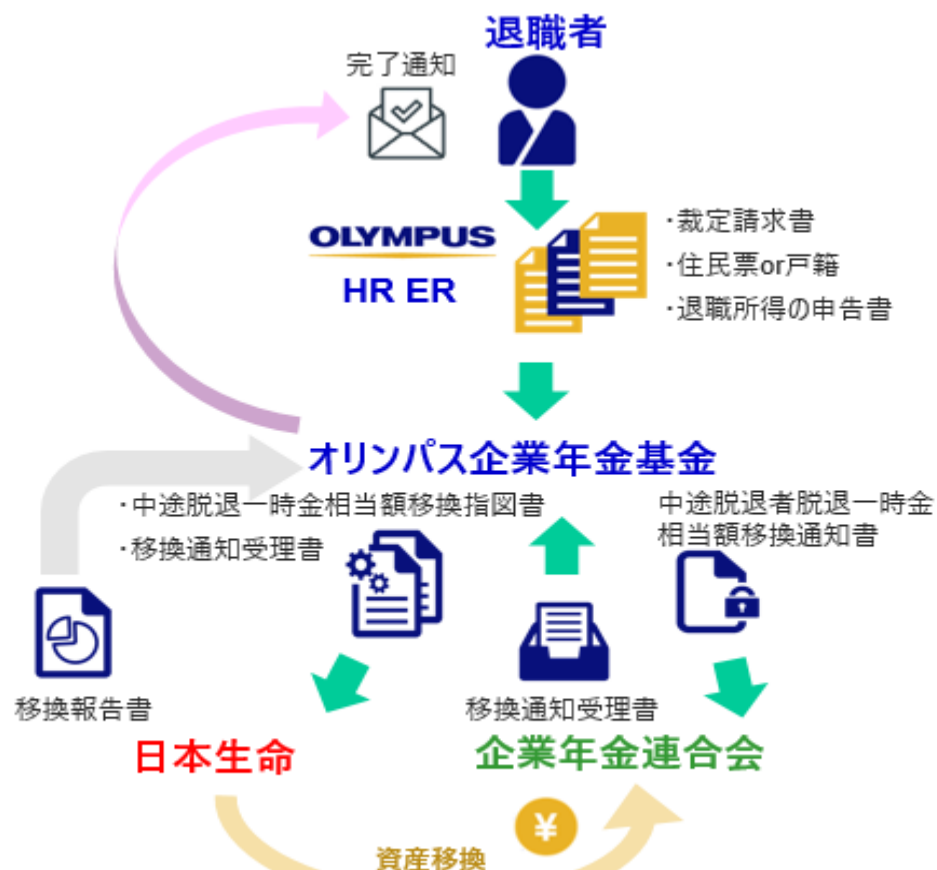 退職者
完了通知
OLYMPUS
HR ER
・裁定請求書
・住民票or戸籍
・退職所得の申告書
オリンパス企業年金基金
・中途脱退一時金相当額移換指図書
・移換通知受理書
中途脱退者脱退一時金
相当額移換通知書
移換報告書
移換通知受理書
日本生命
企業年金連合会
¥
資産移換